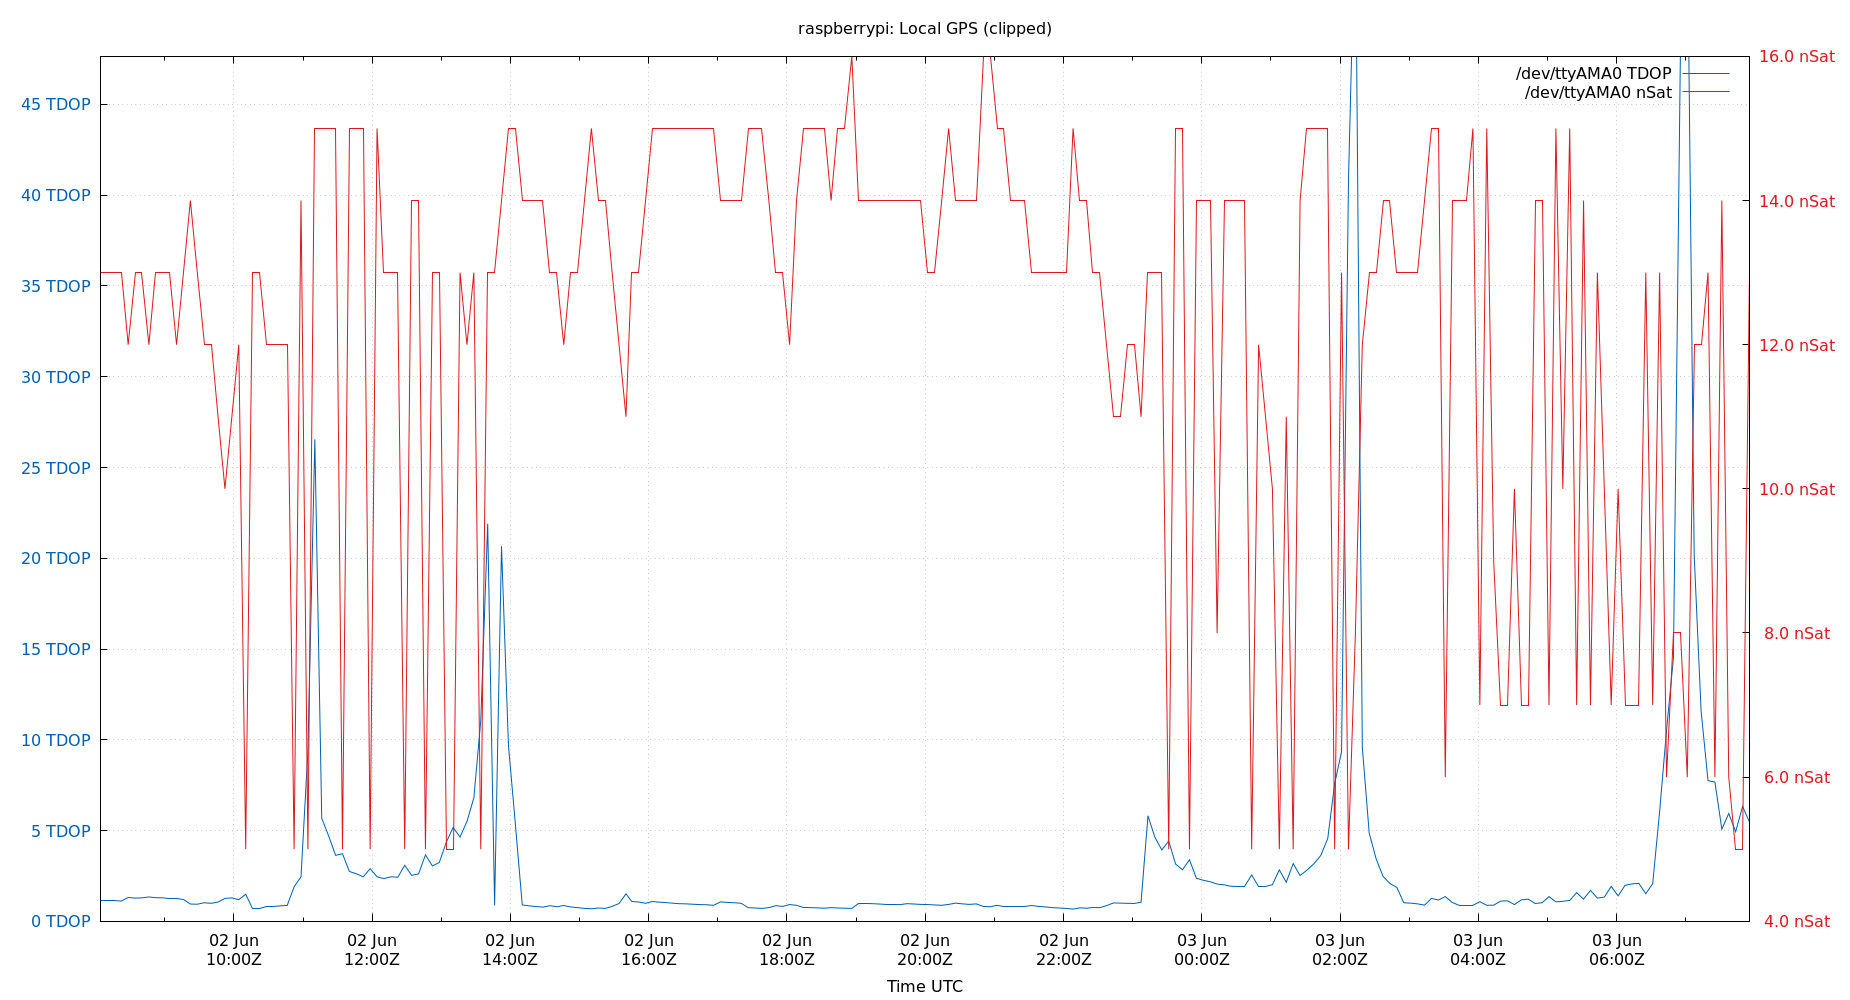 raspberrypi: Local GPS (clipped)
/dev/ttyAMA0 TDOP
/dev/ttyAMA0 nSat
45 TDOP
40 TDOP
35 TDOP
30 TDOP
25 TDOP
20 TDOP
15 TDOP
10 TDOP
5 TDOP
0 TDOP
16.0 nSat
14.0 nSat
12.0 nSat
10.0 nSat
8.0 nSat
6.0 nSat
4.0 nSat
02 Jun
10:00Z
02 Jun
12:00Z
02 Jun
14:00Z
02 Jun
16:00Z
02 Jun
18:00Z
02 Jun
20:00Z
02 Jun
22:00Z
03 Jun
00:00Z
03 Jun
02:00Z
03 Jun
04:00Z
03 Jun
06:00Z
Time UTC